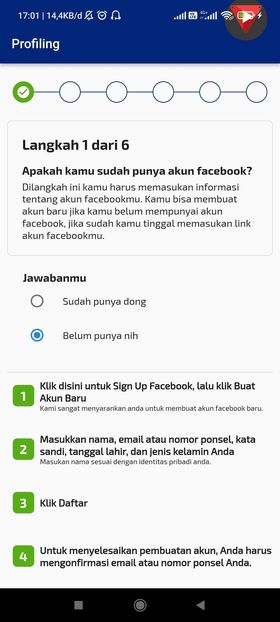 17:01 | 14,4KB/d
Profiling
Langkah 1 dari 6
Apakah kamu sudah punya akun facebook?
Dilangkah ini kamu harus memasukan informasi
tentang akun facebookmu. Kamu bisa membuat
akun baru jika kamu belum mempunyai akun
facebook, jika sudah kamu tinggal memasukan link
akun facebookmu.
Jawabanmu
Sudah punya dong
Belum punya nih
1
Klik disini untuk Sign Up Facebook, lalu klik Buat
Akun Baru
Kami sangat menyarankan anda untuk membuat akun facebook baru.
2
Masukkan nama, email atau nomor ponsel, kata
sandi, tanggal lahir, dan jenis kelamin Anda
Masukan nama sesuai dengan identitas pribadi anda.
3
Klik Daftar
4
Untuk menyelesaikan pembuatan akun, Anda harus
mengonfirmasi email atau nomor ponsel Anda.